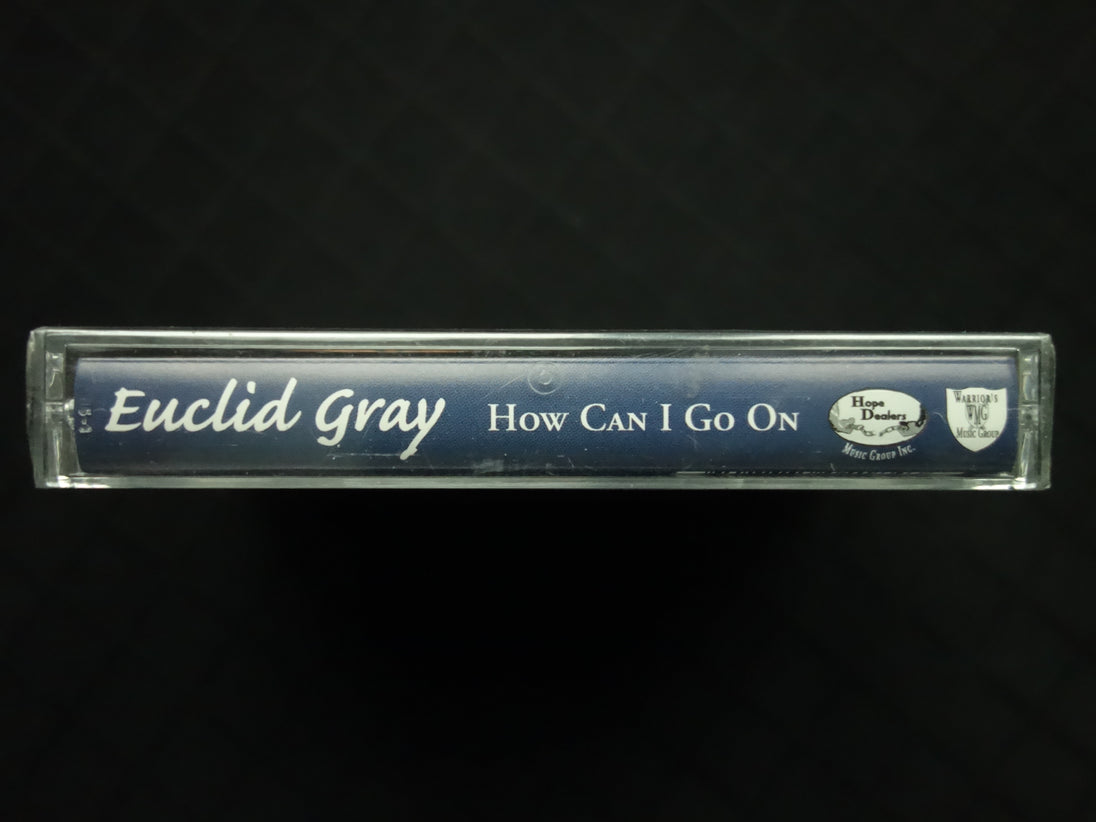 Euclid Gray
How Can I Go On
Hope
Dealers
Music Group Inc.
Warrior's
WMG
Music Group